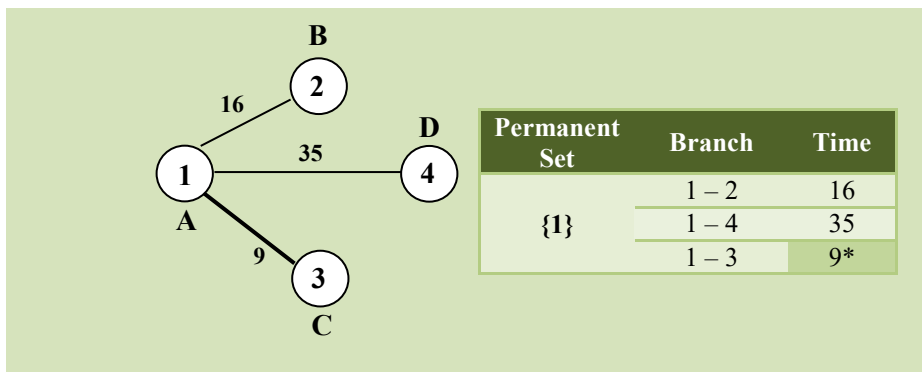 B
2
16
D
35
1
4
A
9
3
C
Permanent Set Branch Time
{1}
1 – 2 16
1 – 4 35
1 – 3 9*